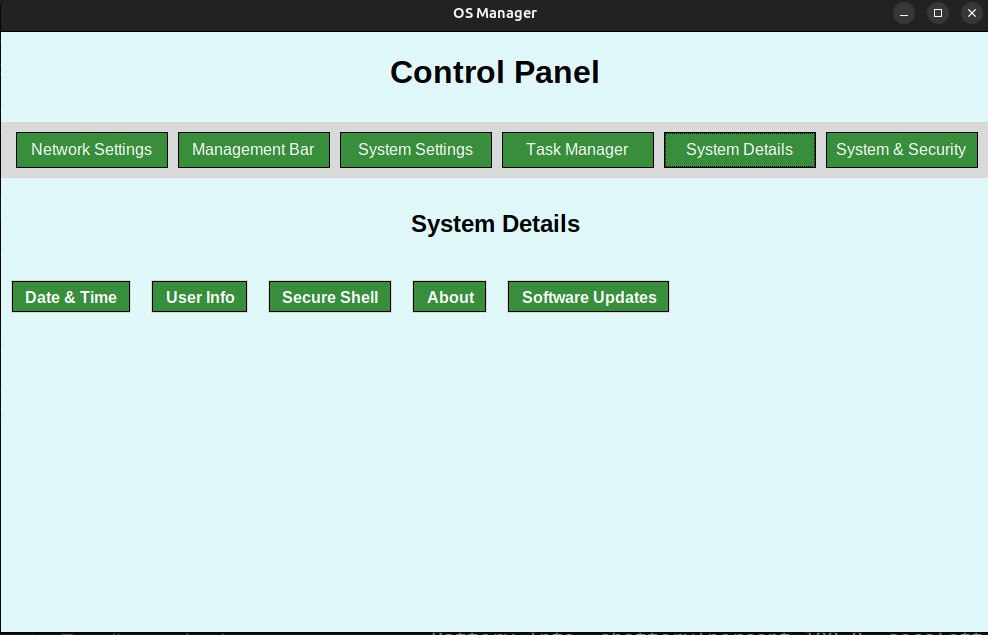 OS Manager
Control Panel
Network Settings Management Bar System Settings Task Manager System Details System & Security
System Details
Date & Time User Info Secure Shell About Software Updates